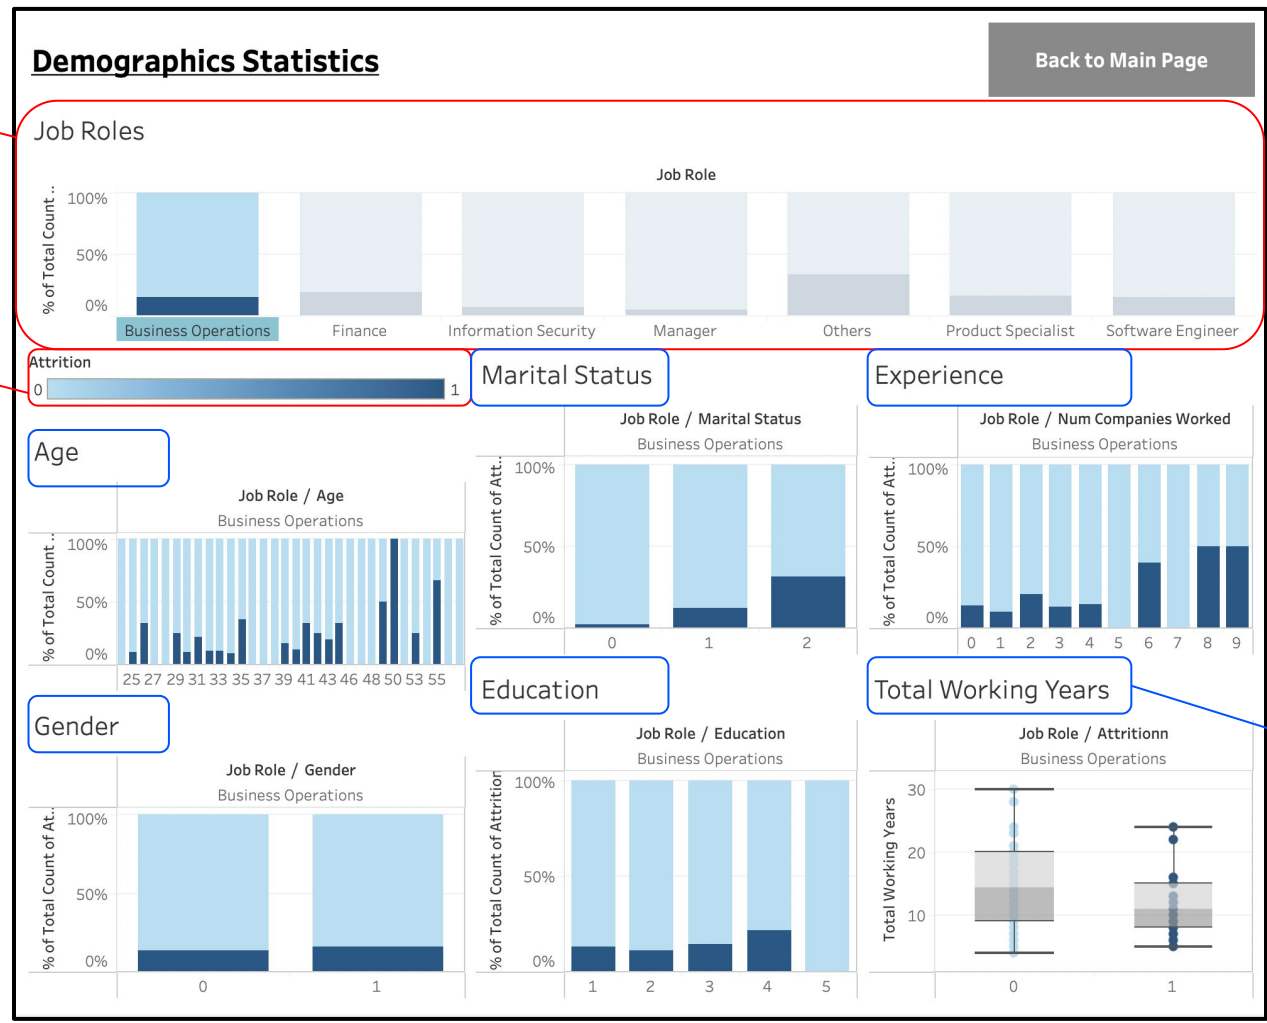 Demographics Statistics
Back to Main Page
Job Roles
Job Role
% of Total Count ..
100%
50%
0%
Business Operations
Finance
Information Security
Manager
Others
Product Specialist
Software Engineer
Attrition
0
1
Marital Status
Job Role / Marital Status
Business Operations
% of Total Count of Att..
100%
50%
0%
0
1
2
Experience
Job Role / Num Companies Worked
Business Operations
% of Total Count of Att..
100%
50%
0%
0
1
2
3
4
5
6
7
8
9
Age
Job Role / Age
Business Operations
% of Total Count ..
100%
50%
0%
25 27 29 31 33 35 37 39 41 43 46 48 50 53 55
Gender
Job Role / Gender
Business Operations
% of Total Count of At..
100%
50%
0%
0
1
Education
Job Role / Education
Business Operations
% of Total Count of Attrition
100%
50%
0%
1
2
3
4
5
Total Working Years
Job Role / Attritionn
Business Operations
Total Working Years
30
20
10
0
1